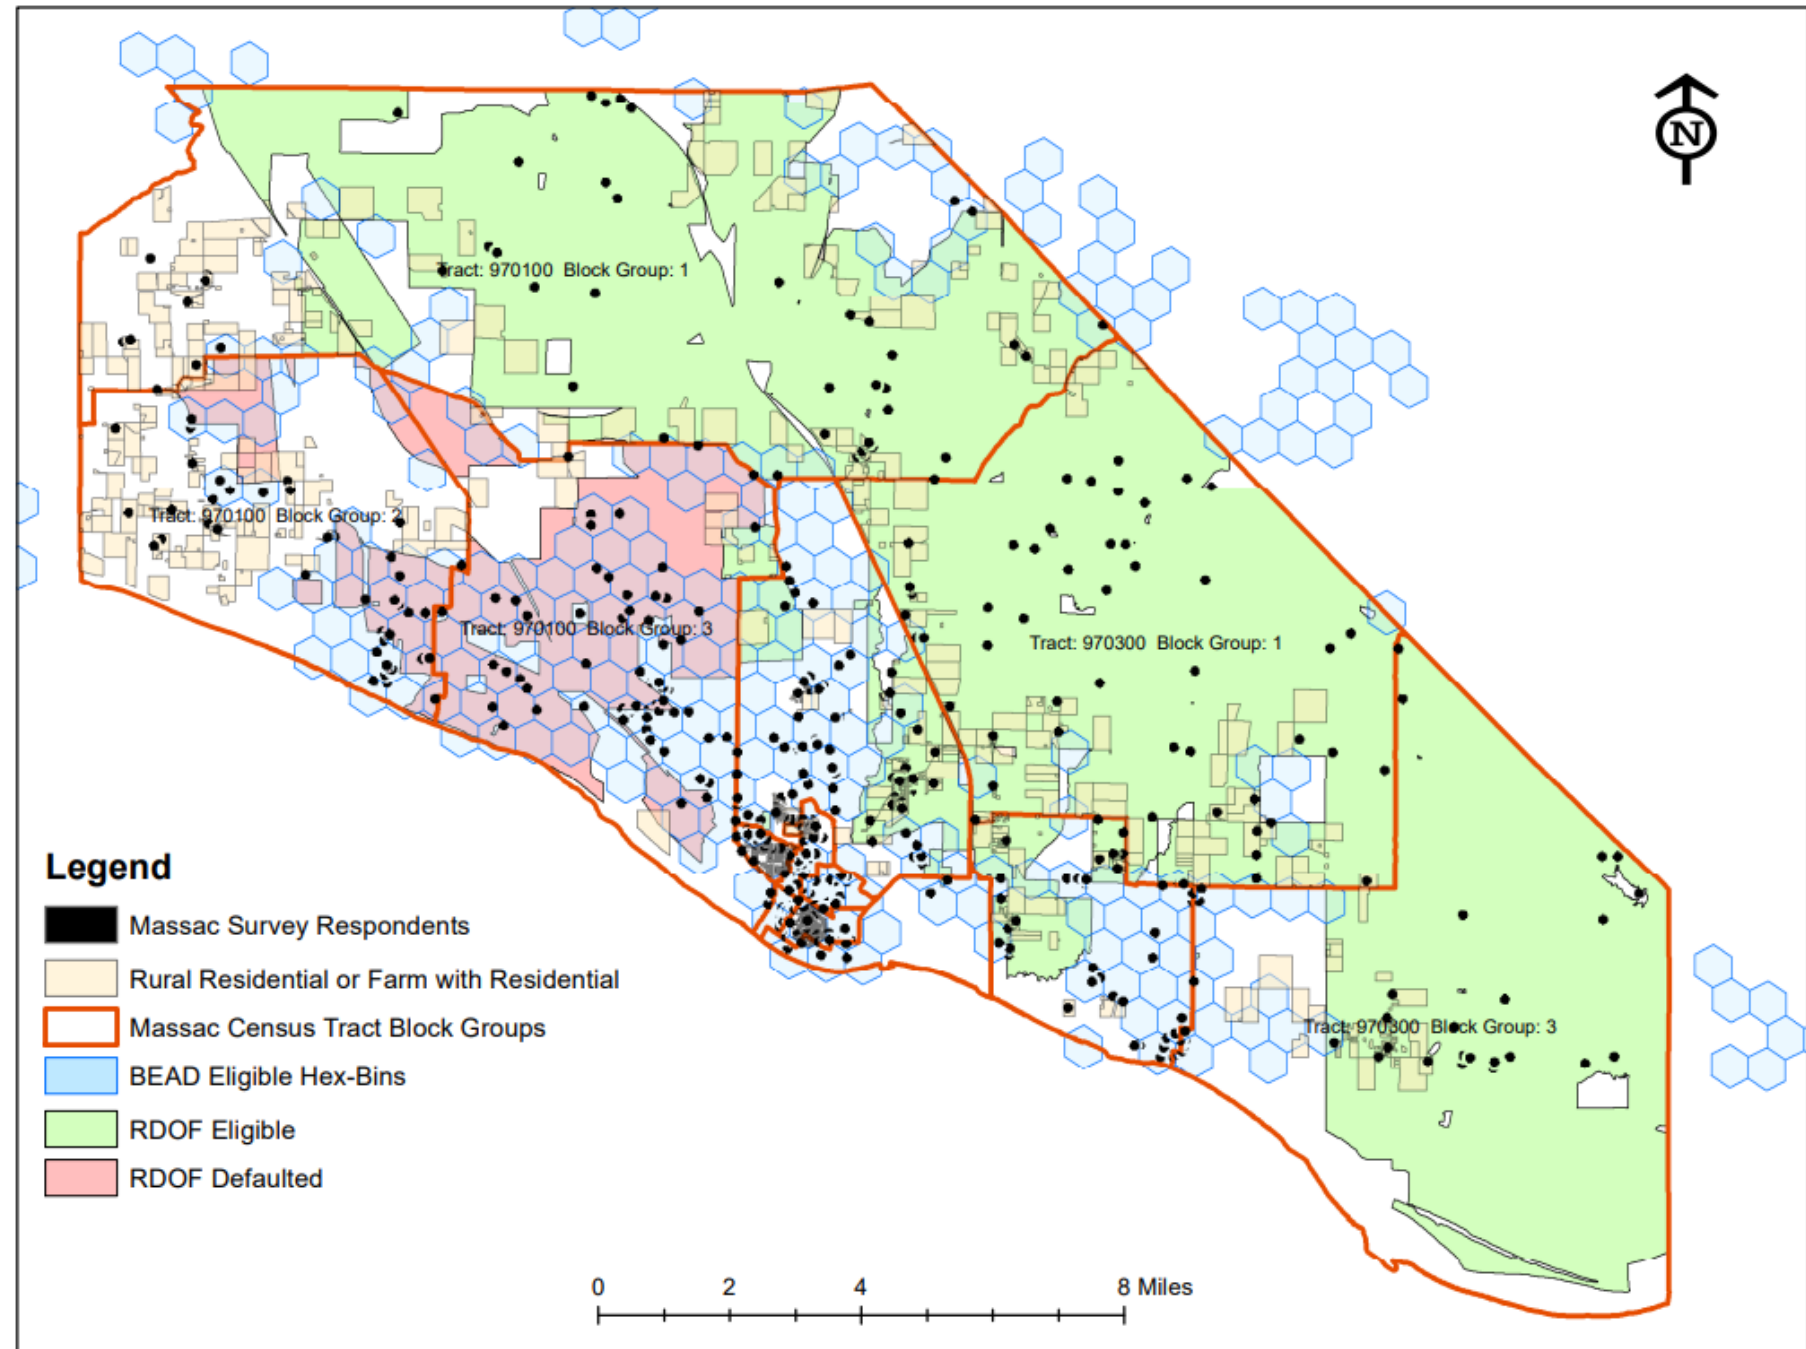 N
Tract: 970100 Block Group: 1
Tract: 970100 Block Group: 2
Tract: 970100 Block Group: 3
Tract: 970300 Block Group: 1
Tract: 970300 Block Group: 3
Legend
Massac Survey Respondents
Rural Residential or Farm with Residential
Massac Census Tract Block Groups
BEAD Eligible Hex-Bins
RDOF Eligible
RDOF Defaulted
0 2 4 8 Miles